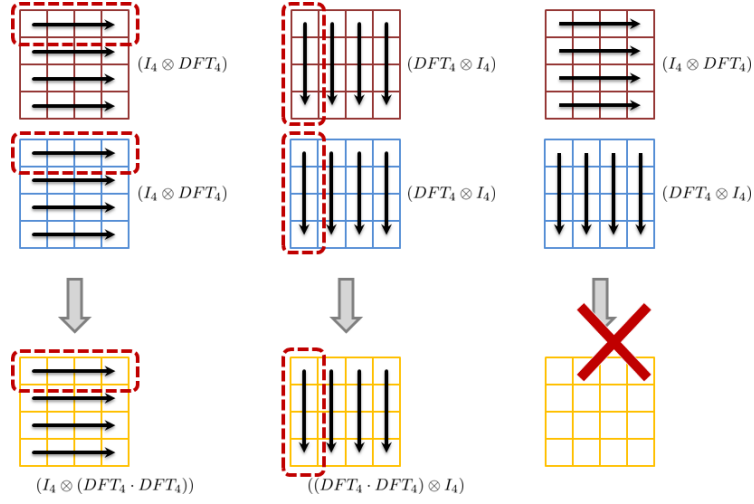 (I₄ ⊗ DFT₄)
(DFT₄ ⊗ I₄)
(I₄ ⊗ DFT₄)
(I₄ ⊗ DFT₄)
(DFT₄ ⊗ I₄)
(DFT₄ ⊗ I₄)
(I₄ ⊗ (DFT₄ · DFT₄))
((DFT₄ · DFT₄) ⊗ I₄)